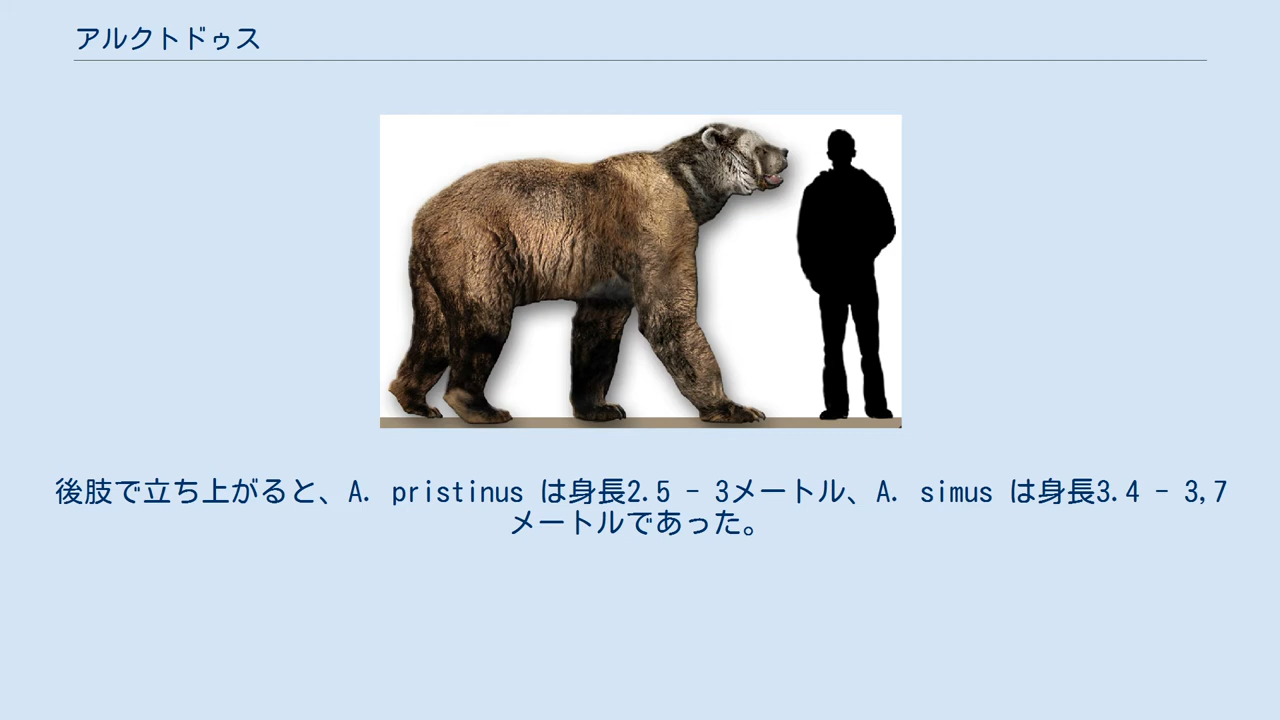 アルクトドゥス
後肢で立ち上がると、A. pristinus は身長2.5 - 3メートル、A. simus は身長3.4 - 3,7
メートルであった。